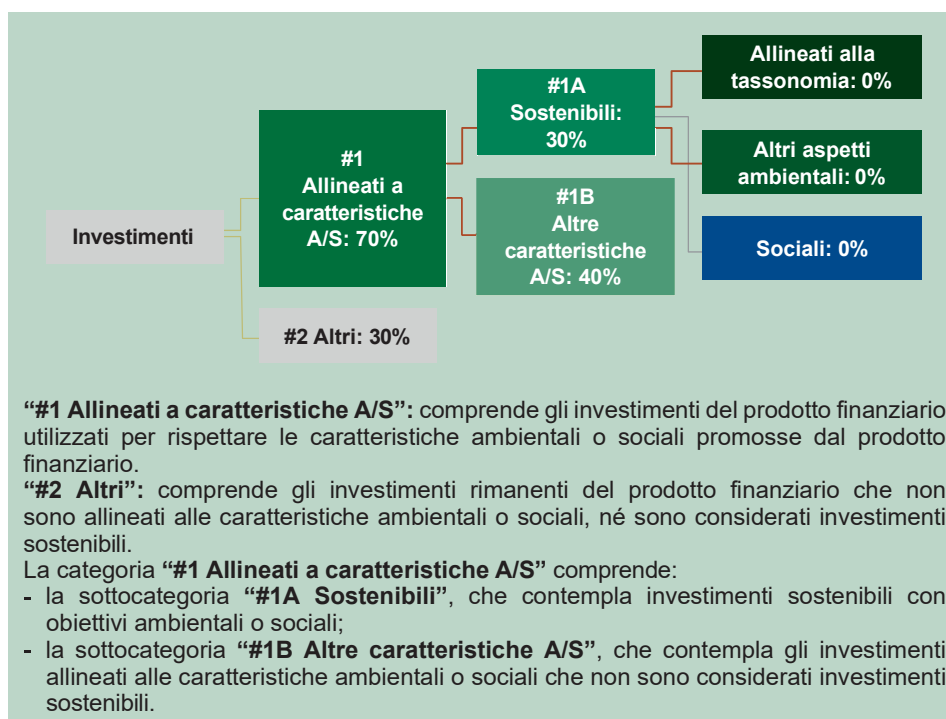 Investimenti
#1
Allineati a
caratteristiche
A/S: 70%
#2 Altri: 30%
#1A
Sostenibili:
30%
#1B
Altre
caratteristiche
A/S: 40%
Allineati alla
tassonomia: 0%
Altri aspetti
ambientali: 0%
Sociali: 0%
“#1 Allineati a caratteristiche A/S”: comprende gli investimenti del prodotto finanziario
utilizzati per rispettare le caratteristiche ambientali o sociali promosse dal prodotto
finanziario.
“#2 Altri”: comprende gli investimenti rimanenti del prodotto finanziario che non
sono allineati alle caratteristiche ambientali o sociali, né sono considerati investimenti
sostenibili.
La categoria “#1 Allineati a caratteristiche A/S” comprende:
- la sottocategoria “#1A Sostenibili”, che contempla investimenti sostenibili con
obiettivi ambientali o sociali;
- la sottocategoria “#1B Altre caratteristiche A/S”, che contempla gli investimenti
allineati alle caratteristiche ambientali o sociali che non sono considerati investimenti
sostenibili.